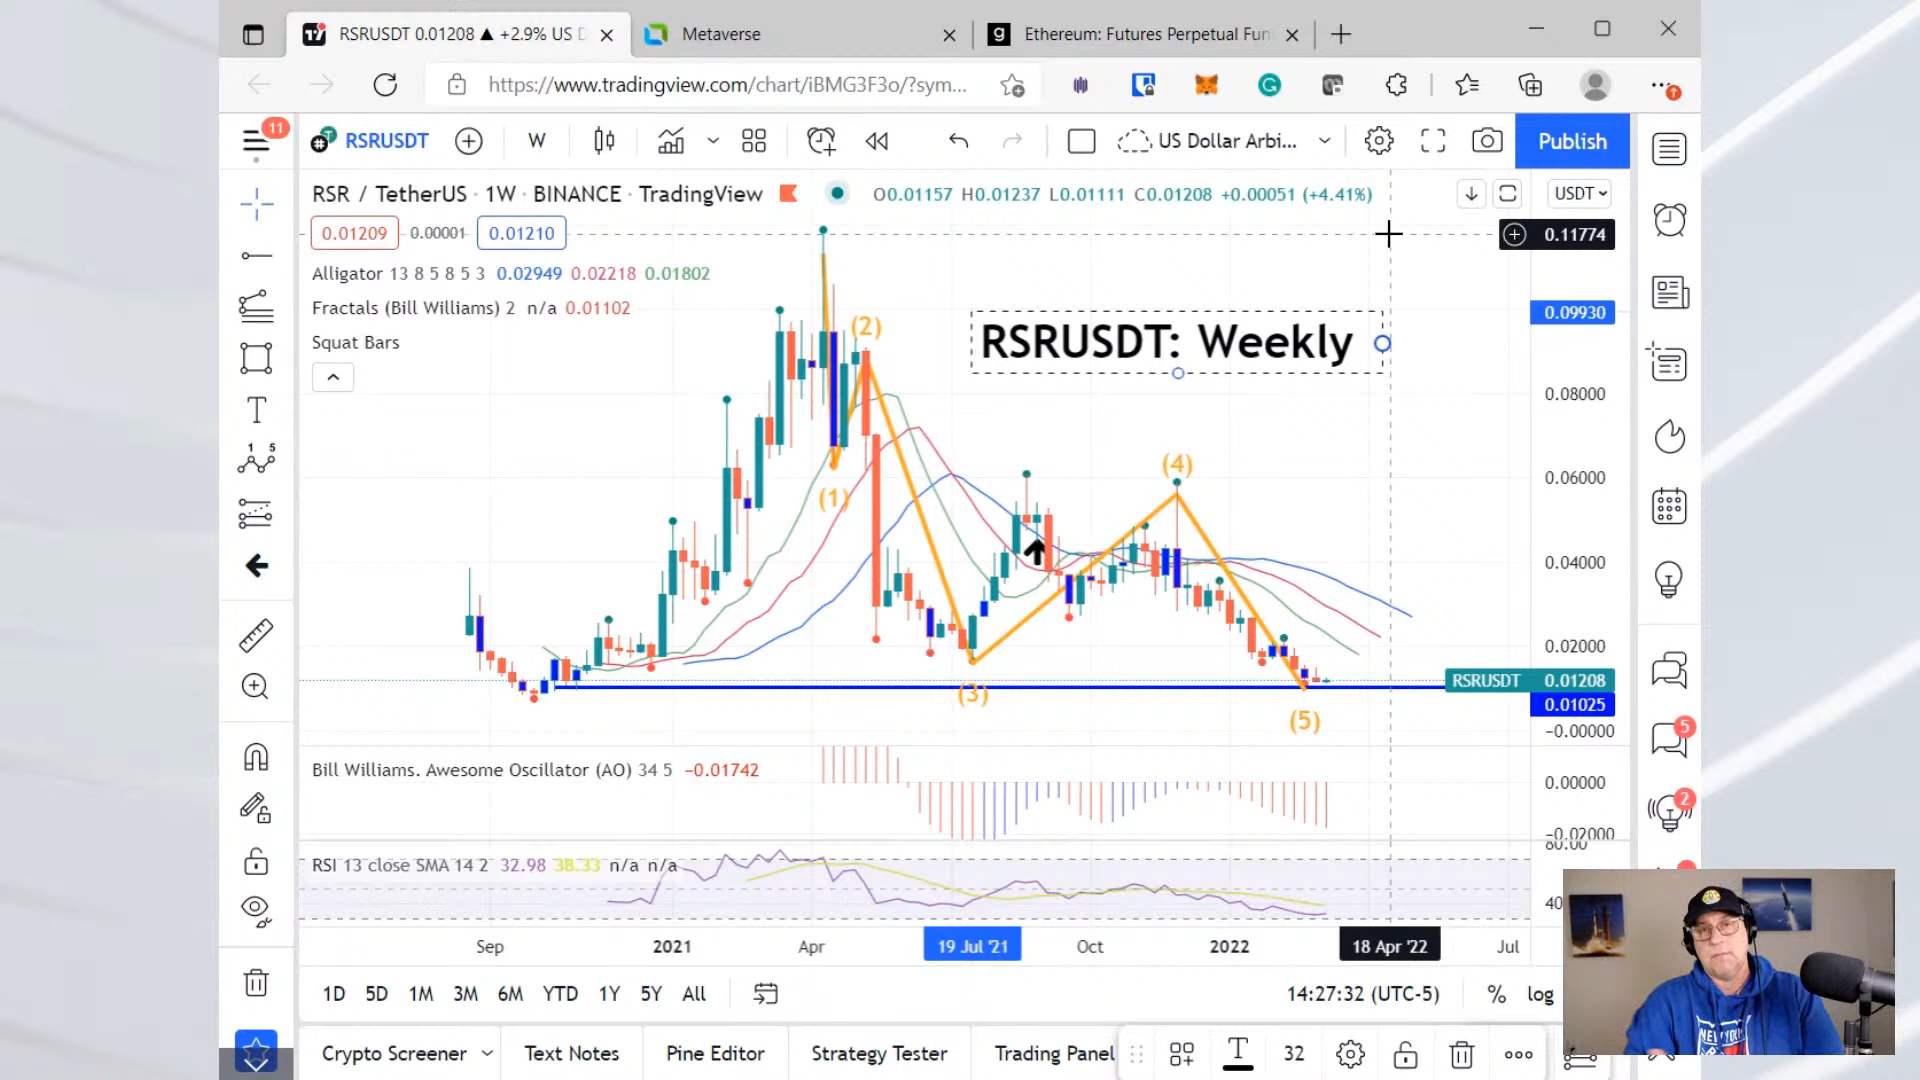 RSRUSDT 0.01208 ▲ +2.9% US D
Metaverse
Ethereum: Futures Perpetual Fun
https://www.tradingview.com/chart/iBMG3F3o/?sym...
11
RSRUSDT
W
US Dollar Arbi...
Publish
RSR / TetherUS · 1W · BINANCE · TradingView
O0.01157 H0.01237 L0.01111 C0.01208 +0.00051 (+4.41%)
USDT
0.01209 0.00001 0.01210
0.11774
Alligator 13 8 5 8 5 3 0.02949 0.02218 0.01802
Fractals (Bill Williams) 2 n/a 0.01102
0.09930
Squat Bars
RSRUSDT: Weekly
(2)
0.08000
(4)
0.06000
(1)
0.04000
0.02000
RSRUSDT 0.01208
0.01025
(3)
(5)
−0.00000
5
Bill Williams. Awesome Oscillator (AO) 34 5 −0.01742
0.00000
2
−0.02000
80.00
RSI 13 close SMA 14 2 32.98 38.33 n/a n/a
40
Sep 2021 Apr 19 Jul '21 Oct 2022 18 Apr '22 Jul
1D 5D 1M 3M 6M YTD 1Y 5Y All
14:27:32 (UTC-5) % log
Crypto Screener Text Notes Pine Editor Strategy Tester Trading Panel
32